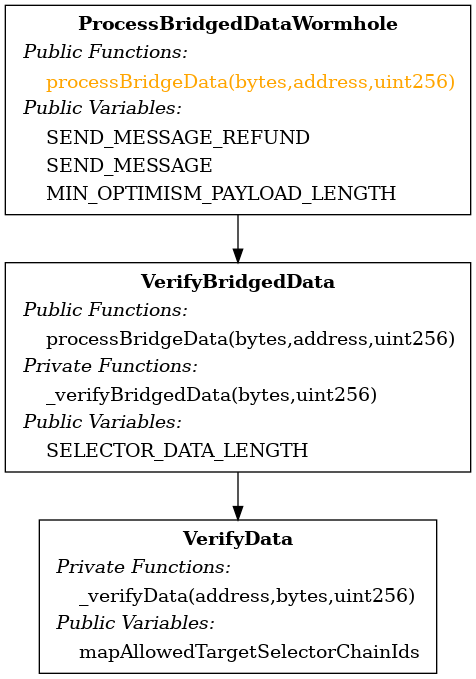 ProcessBridgedDataWormhole
Public Functions:
processBridgeData(bytes,address,uint256)
Public Variables:
SEND_MESSAGE_REFUND
SEND_MESSAGE
MIN_OPTIMISM_PAYLOAD_LENGTH
VerifyBridgedData
Public Functions:
processBridgeData(bytes,address,uint256)
Private Functions:
_verifyBridgedData(bytes,uint256)
Public Variables:
SELECTOR_DATA_LENGTH
VerifyData
Private Functions:
_verifyData(address,bytes,uint256)
Public Variables:
mapAllowedTargetSelectorChainIds